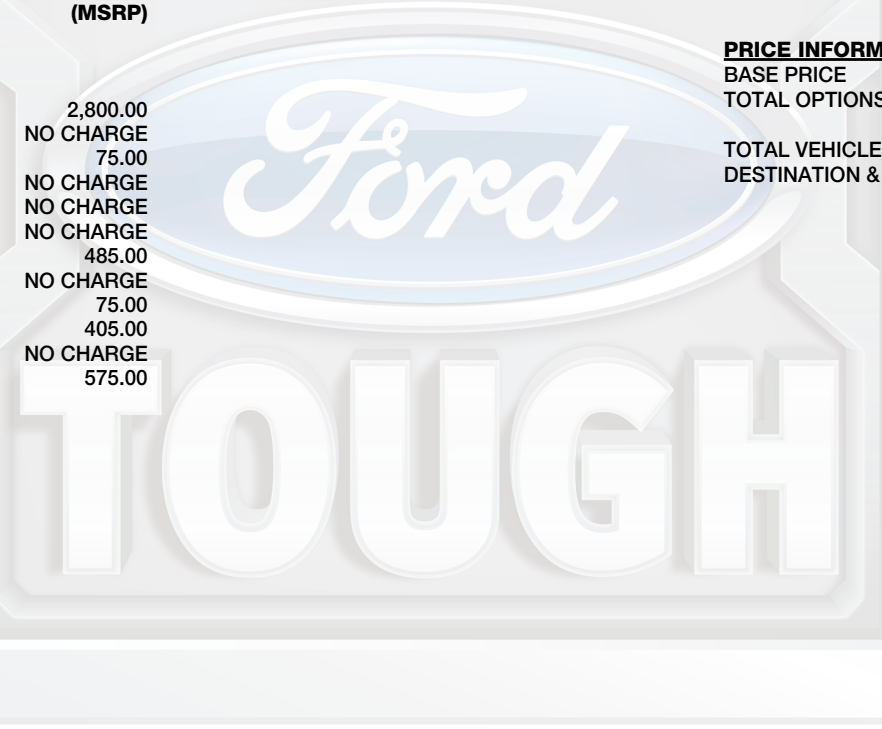 (MSRP)
2,800.00
NO CHARGE
75.00
NO CHARGE
NO CHARGE
NO CHARGE
485.00
NO CHARGE
75.00
405.00
NO CHARGE
575.00
PRICE INFORM
BASE PRICE
TOTAL OPTIONS
TOTAL VEHICLE
DESTINATION &
Ford
TOUGH